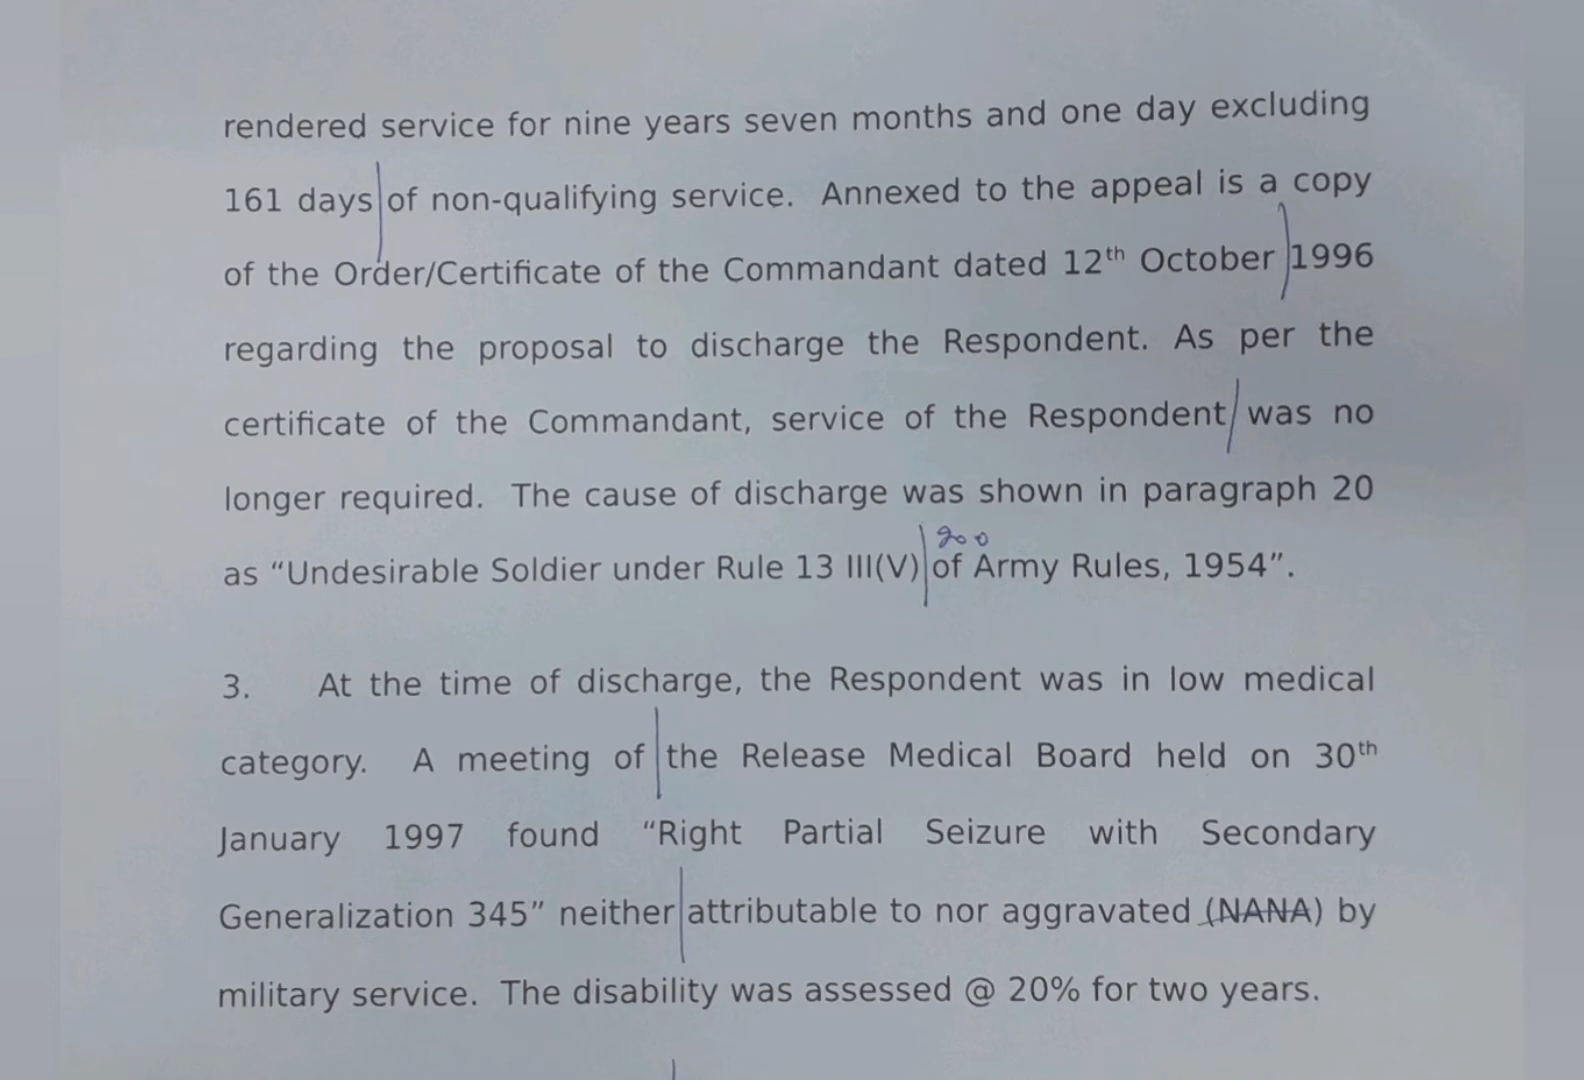 rendered service for nine years seven months and one day excluding
161 days of non-qualifying service. Annexed to the appeal is a copy
of the Order/Certificate of the Commandant dated 12th October 1996
regarding the proposal to discharge the Respondent. As per the
certificate of the Commandant, service of the Respondent was no
longer required. The cause of discharge was shown in paragraph 20
200
as “Undesirable Soldier under Rule 13 III(V) of Army Rules, 1954”.
3. At the time of discharge, the Respondent was in low medical
category. A meeting of the Release Medical Board held on 30th
January 1997 found “Right Partial Seizure with Secondary
Generalization 345” neither attributable to nor aggravated (NANA) by
military service. The disability was assessed @ 20% for two years.